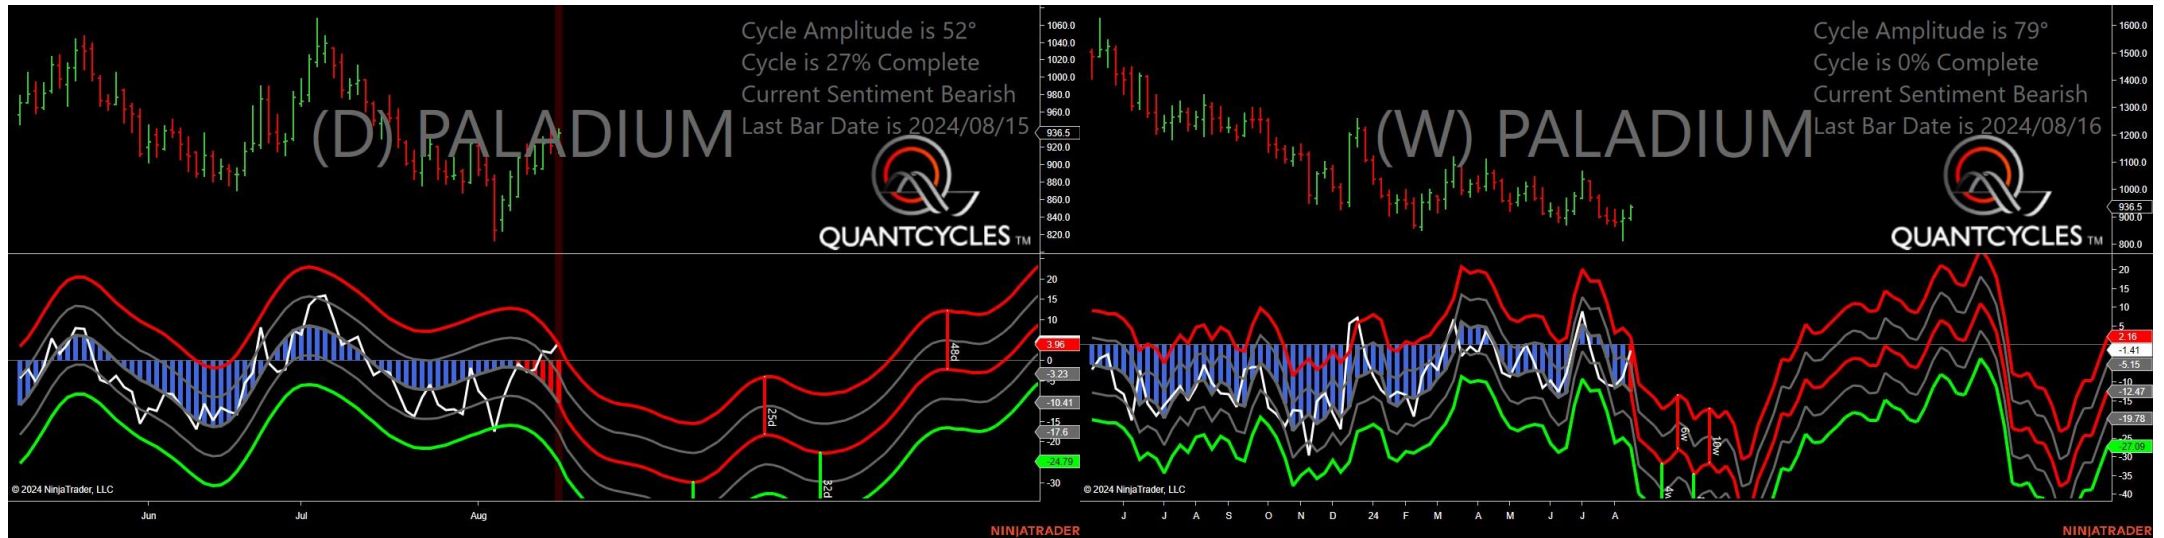 Cycle Amplitude is 52°
Cycle is 27% Complete
Current Sentiment Bearish
Last Bar Date is 2024/08/15
(D) PALADIUM
QUANTCYCLES TM
1060.0
1040.0
1020.0
1000.0
980.0
960.0
936.5
920.0
900.0
880.0
860.0
840.0
820.0
20
15
10
3.96
0
-3.23
-10.41
-15
-17.6
-20
-24.79
-30
25d
32d
48d
© 2024 NinjaTrader, LLC
Jun
Jul
Aug
NINJATRADER
Cycle Amplitude is 79°
Cycle is 0% Complete
Current Sentiment Bearish
Last Bar Date is 2024/08/16
(W) PALADIUM
QUANTCYCLES TM
1600.0
1500.0
1400.0
1300.0
1200.0
1100.0
1000.0
936.5
900.0
800.0
20
15
10
5
2.16
-1.41
-5.15
-10
-12.47
-15
-19.78
-25
-27.09
-30
-35
-40
6w
10w
4w
© 2024 NinjaTrader, LLC
J
J
A
S
O
N
D
24
F
M
A
M
J
J
A
NINJATRADER